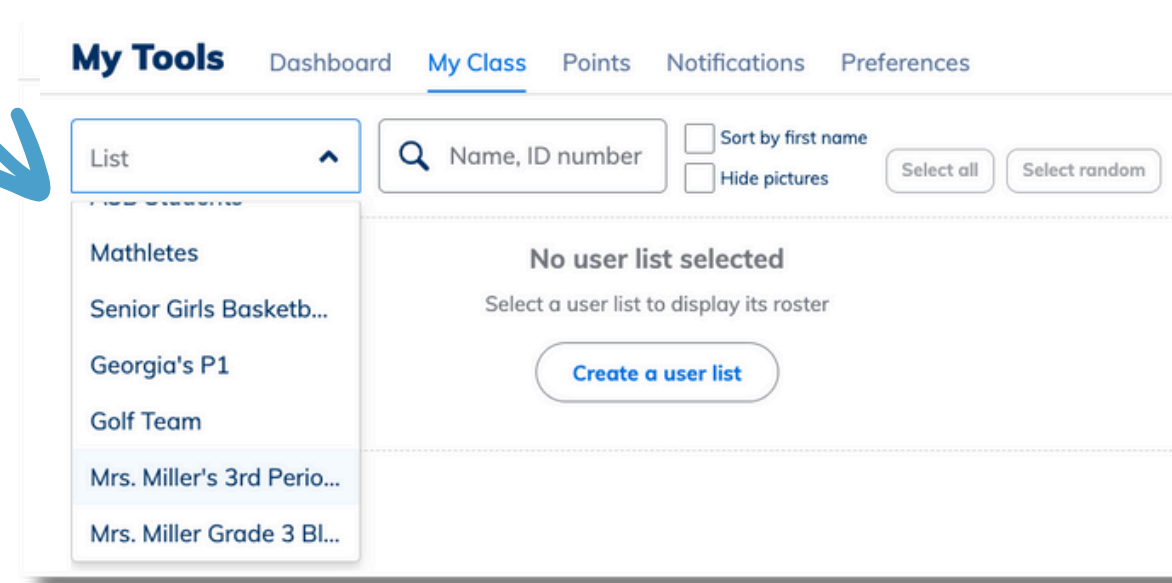 My Tools Dashboard My Class Points Notifications Preferences
List
Name, ID number
Sort by first name
Hide pictures
Select all
Select random
Students
Mathletes
Senior Girls Basketb...
Georgia's P1
Golf Team
Mrs. Miller's 3rd Perio...
Mrs. Miller Grade 3 Bl...
No user list selected
Select a user list to display its roster
Create a user list